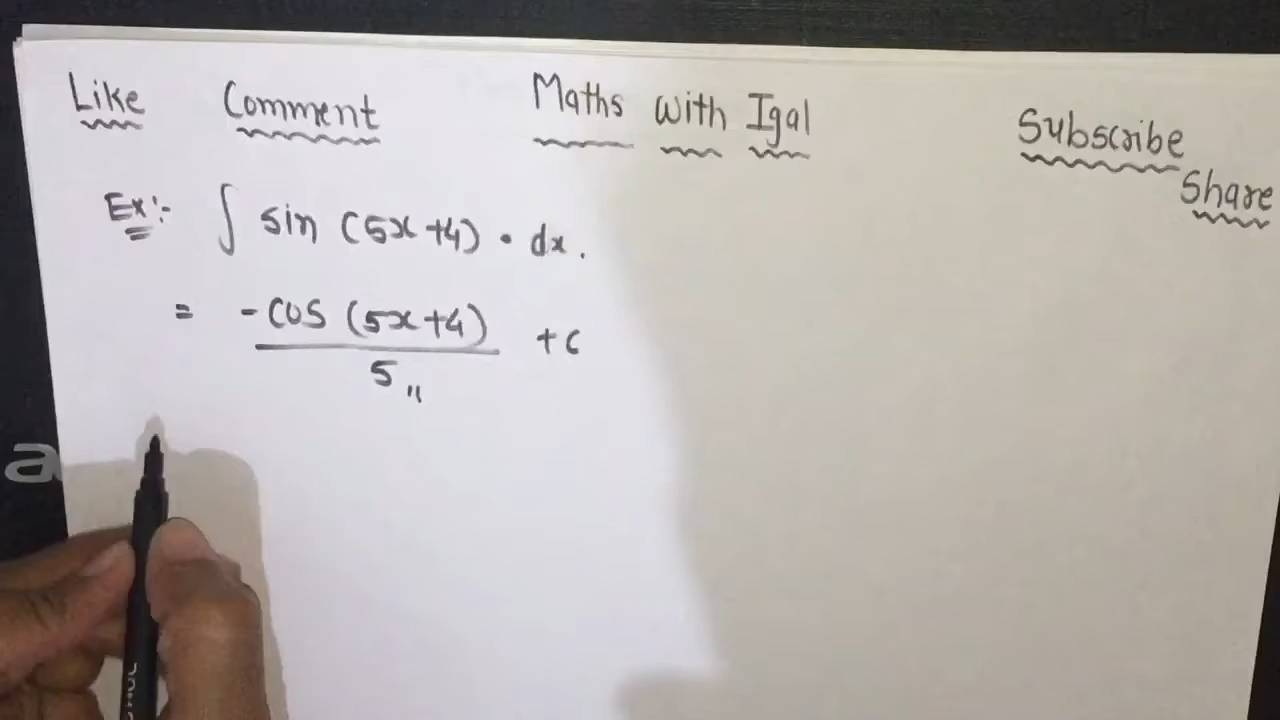 Like Comment Maths with Igal Subscribe
Share
Ex:- ∫ sin (5x+4) • dx.
= -cos (5x+4) / 5 + c
a